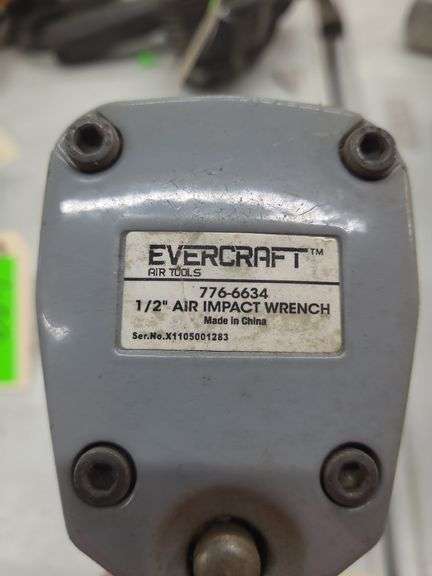 EVERCRAFT™
AIR TOOLS
776-6634
1/2" AIR IMPACT WRENCH
Made in China
Ser.No.X1105001283